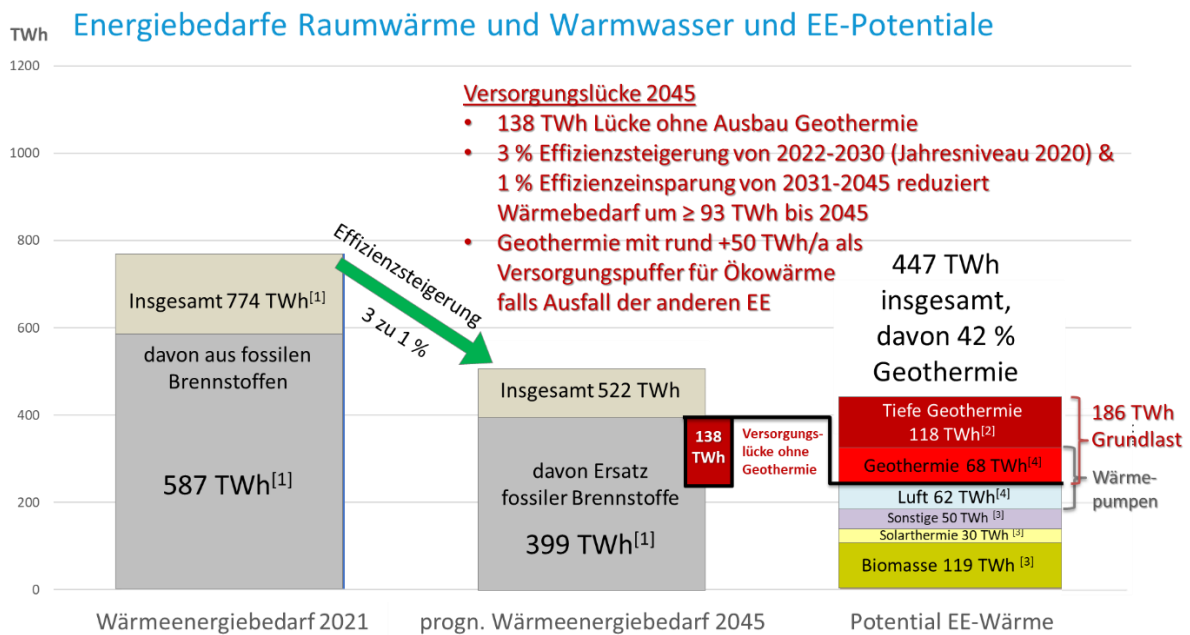 Energiebedarfe Raumwärme und Warmwasser und EE-Potentiale
TWh
1200
1000
800
600
400
200
0
Versorgungslücke 2045
• 138 TWh Lücke ohne Ausbau Geothermie
• 3 % Effizienzsteigerung von 2022-2030 (Jahresniveau 2020) &
1 % Effizienzeinsparung von 2031-2045 reduziert
Wärmebedarf um ≥ 93 TWh bis 2045
• Geothermie mit rund +50 TWh/a als
Versorgungspuffer für Ökowärme
falls Ausfall der anderen EE
Insgesamt 774 TWh[1]
davon aus fossilen
Brennstoffen
587 TWh[1]
Effizienzsteigerung
3 zu 1 %
Insgesamt 522 TWh
davon Ersatz
fossiler Brennstoffe
399 TWh[1]
138
TWh
Versorgungs-
lücke ohne
Geothermie
447 TWh
insgesamt,
davon 42 %
Geothermie
Tiefe Geothermie
118 TWh[2]
Geothermie 68 TWh[4]
Luft 62 TWh[4]
Sonstige 50 TWh [3]
Solarthermie 30 TWh [3]
Biomasse 119 TWh [3]
186 TWh
Grundlast
Wärme-
pumpen
Wärmeenergiebedarf 2021
progn. Wärmeenergiebedarf 2045
Potential EE-Wärme